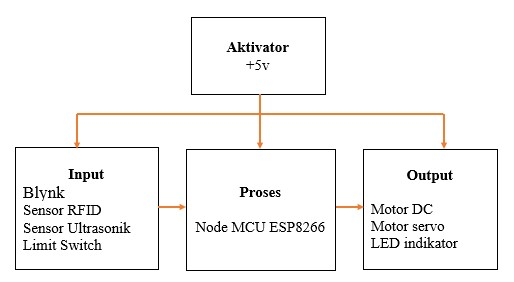 Aktivator
+5v
Input
Blynk
Sensor RFID
Sensor Ultrasonik
Limit Switch
Proses
Node MCU ESP8266
Output
Motor DC
Motor servo
LED indikator